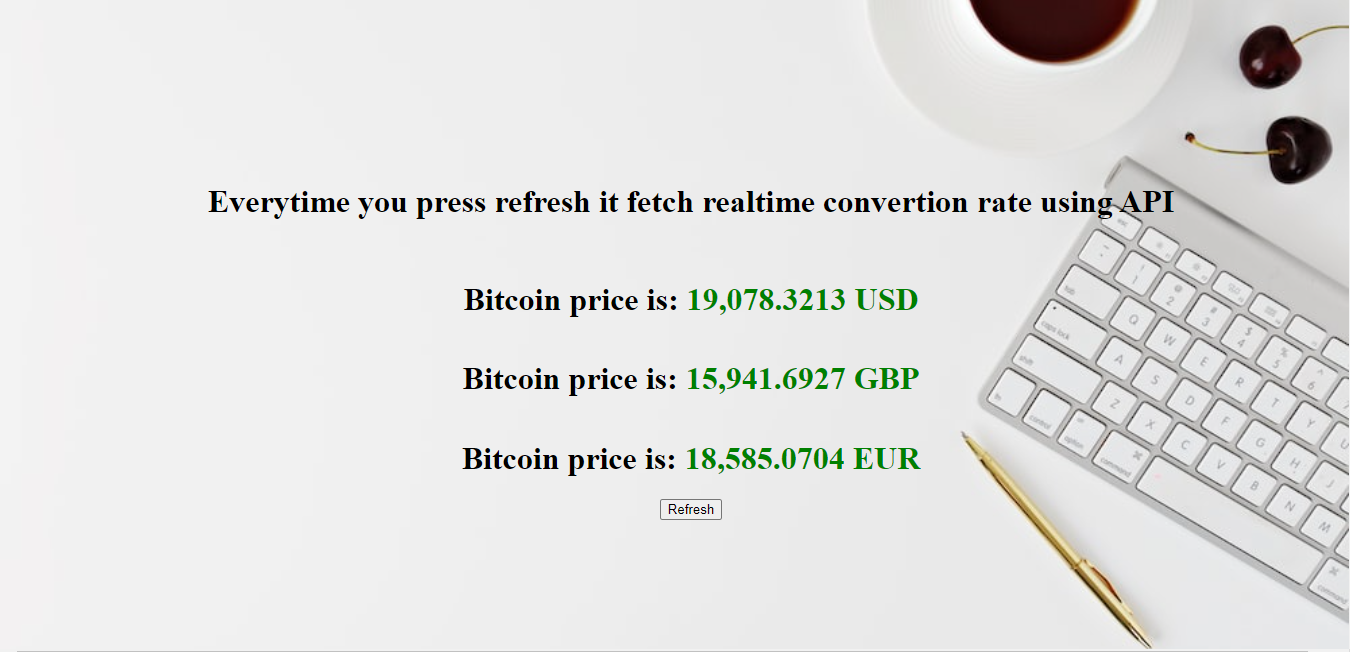 Everytime you press refresh it fetch realtime convertion rate using API
Bitcoin price is: 19,078.3213 USD
Bitcoin price is: 15,941.6927 GBP
Bitcoin price is: 18,585.0704 EUR
Refresh